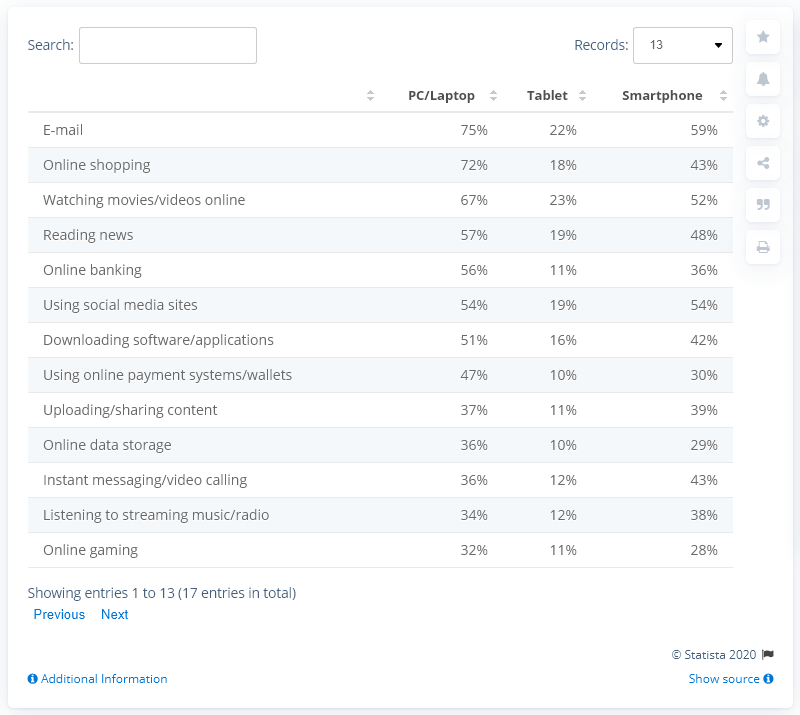 Search:
Records: 13
PC/Laptop Tablet Smartphone
E-mail 75% 22% 59%
Online shopping 72% 18% 43%
Watching movies/videos online 67% 23% 52%
Reading news 57% 19% 48%
Online banking 56% 11% 36%
Using social media sites 54% 19% 54%
Downloading software/applications 51% 16% 42%
Using online payment systems/wallets 47% 10% 30%
Uploading/sharing content 37% 11% 39%
Online data storage 36% 10% 29%
Instant messaging/video calling 36% 12% 43%
Listening to streaming music/radio 34% 12% 38%
Online gaming 32% 11% 28%
Showing entries 1 to 13 (17 entries in total)
Previous Next
© Statista 2020
Additional Information Show source